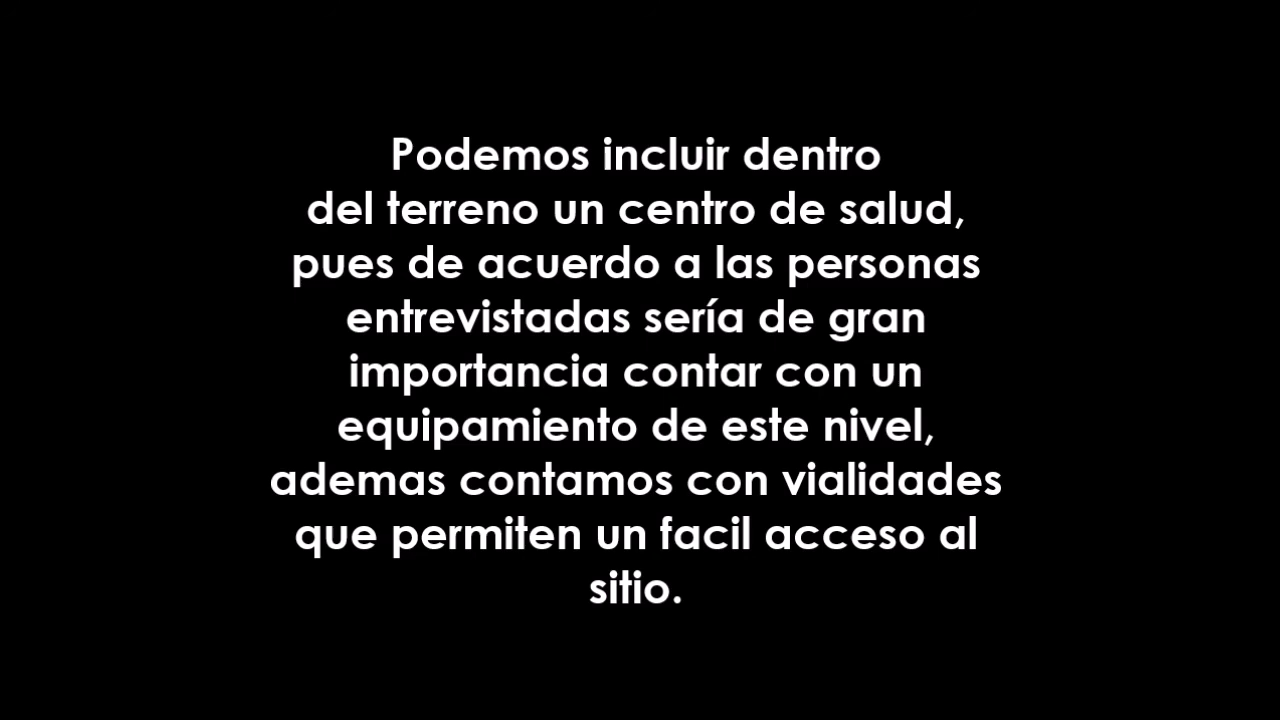 Podemos incluir dentro
del terreno un centro de salud,
pues de acuerdo a las personas
entrevistadas sería de gran
importancia contar con un
equipamiento de este nivel,
ademas contamos con vialidades
que permiten un facil acceso al
sitio.